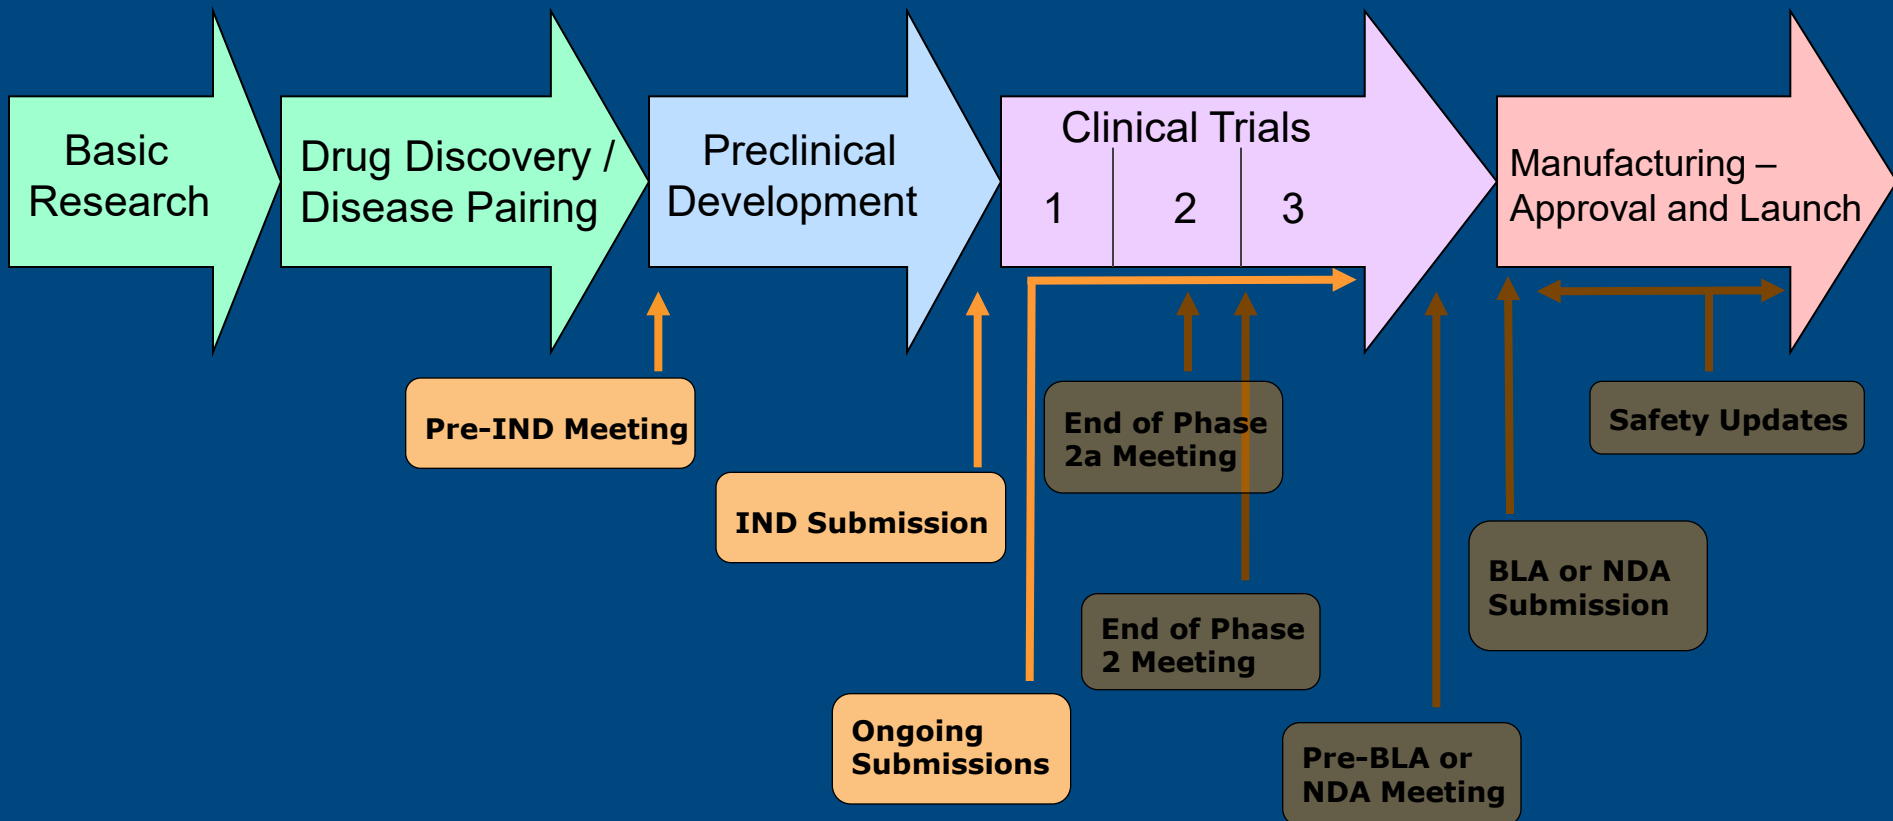 Basic
Research
Drug Discovery /
Disease Pairing
Preclinical
Development
Clinical Trials
1
2
3
Manufacturing –
Approval and Launch
Pre-IND Meeting
IND Submission
Ongoing
Submissions
End of Phase
2a Meeting
End of Phase
2 Meeting
Pre-BLA or
NDA Meeting
BLA or NDA
Submission
Safety Updates